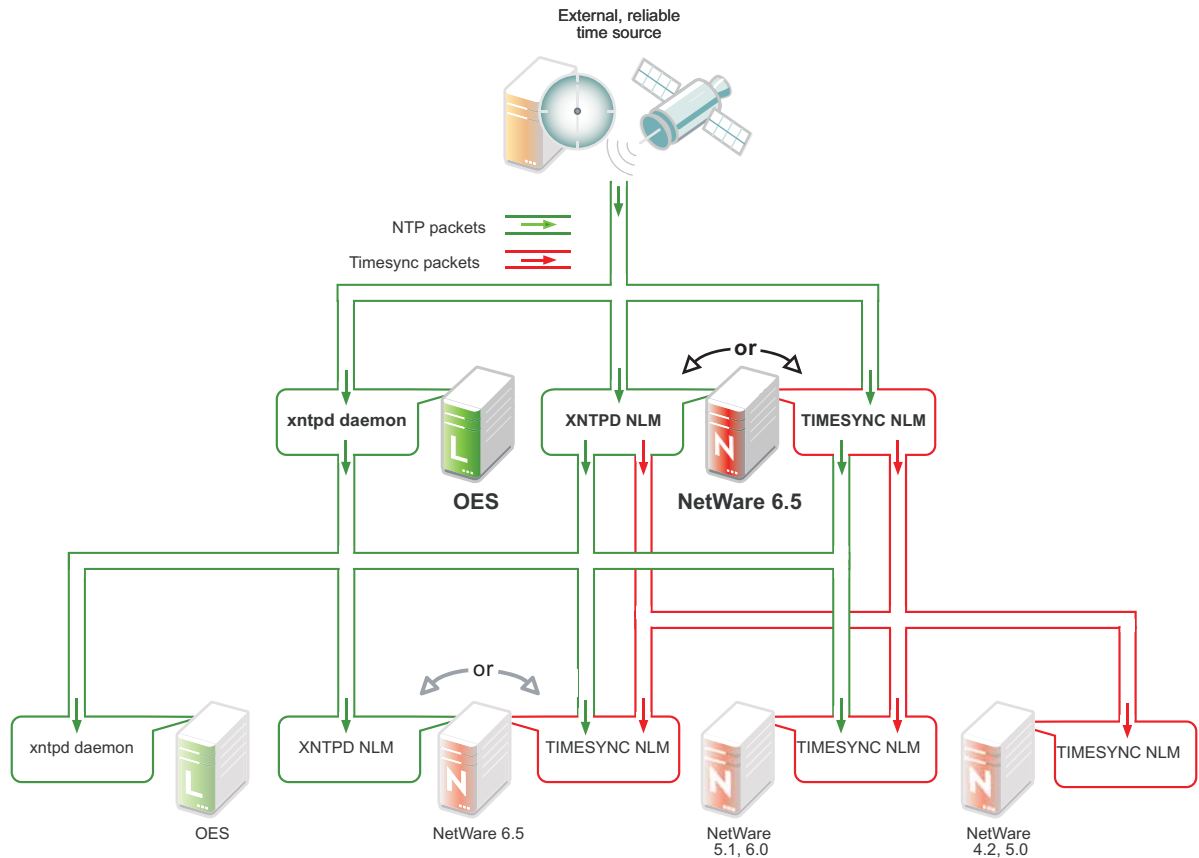 External, reliable
time source
NTP packets
Timesync packets
or
xntpd daemon
XNTPD NLM
TIMESYNC NLM
L
N
OES
NetWare 6.5
or
xntpd daemon
XNTPD NLM
TIMESYNC NLM
TIMESYNC NLM
TIMESYNC NLM
L
N
N
N
OES
NetWare 6.5
NetWare
5.1, 6.0
NetWare
4.2, 5.0